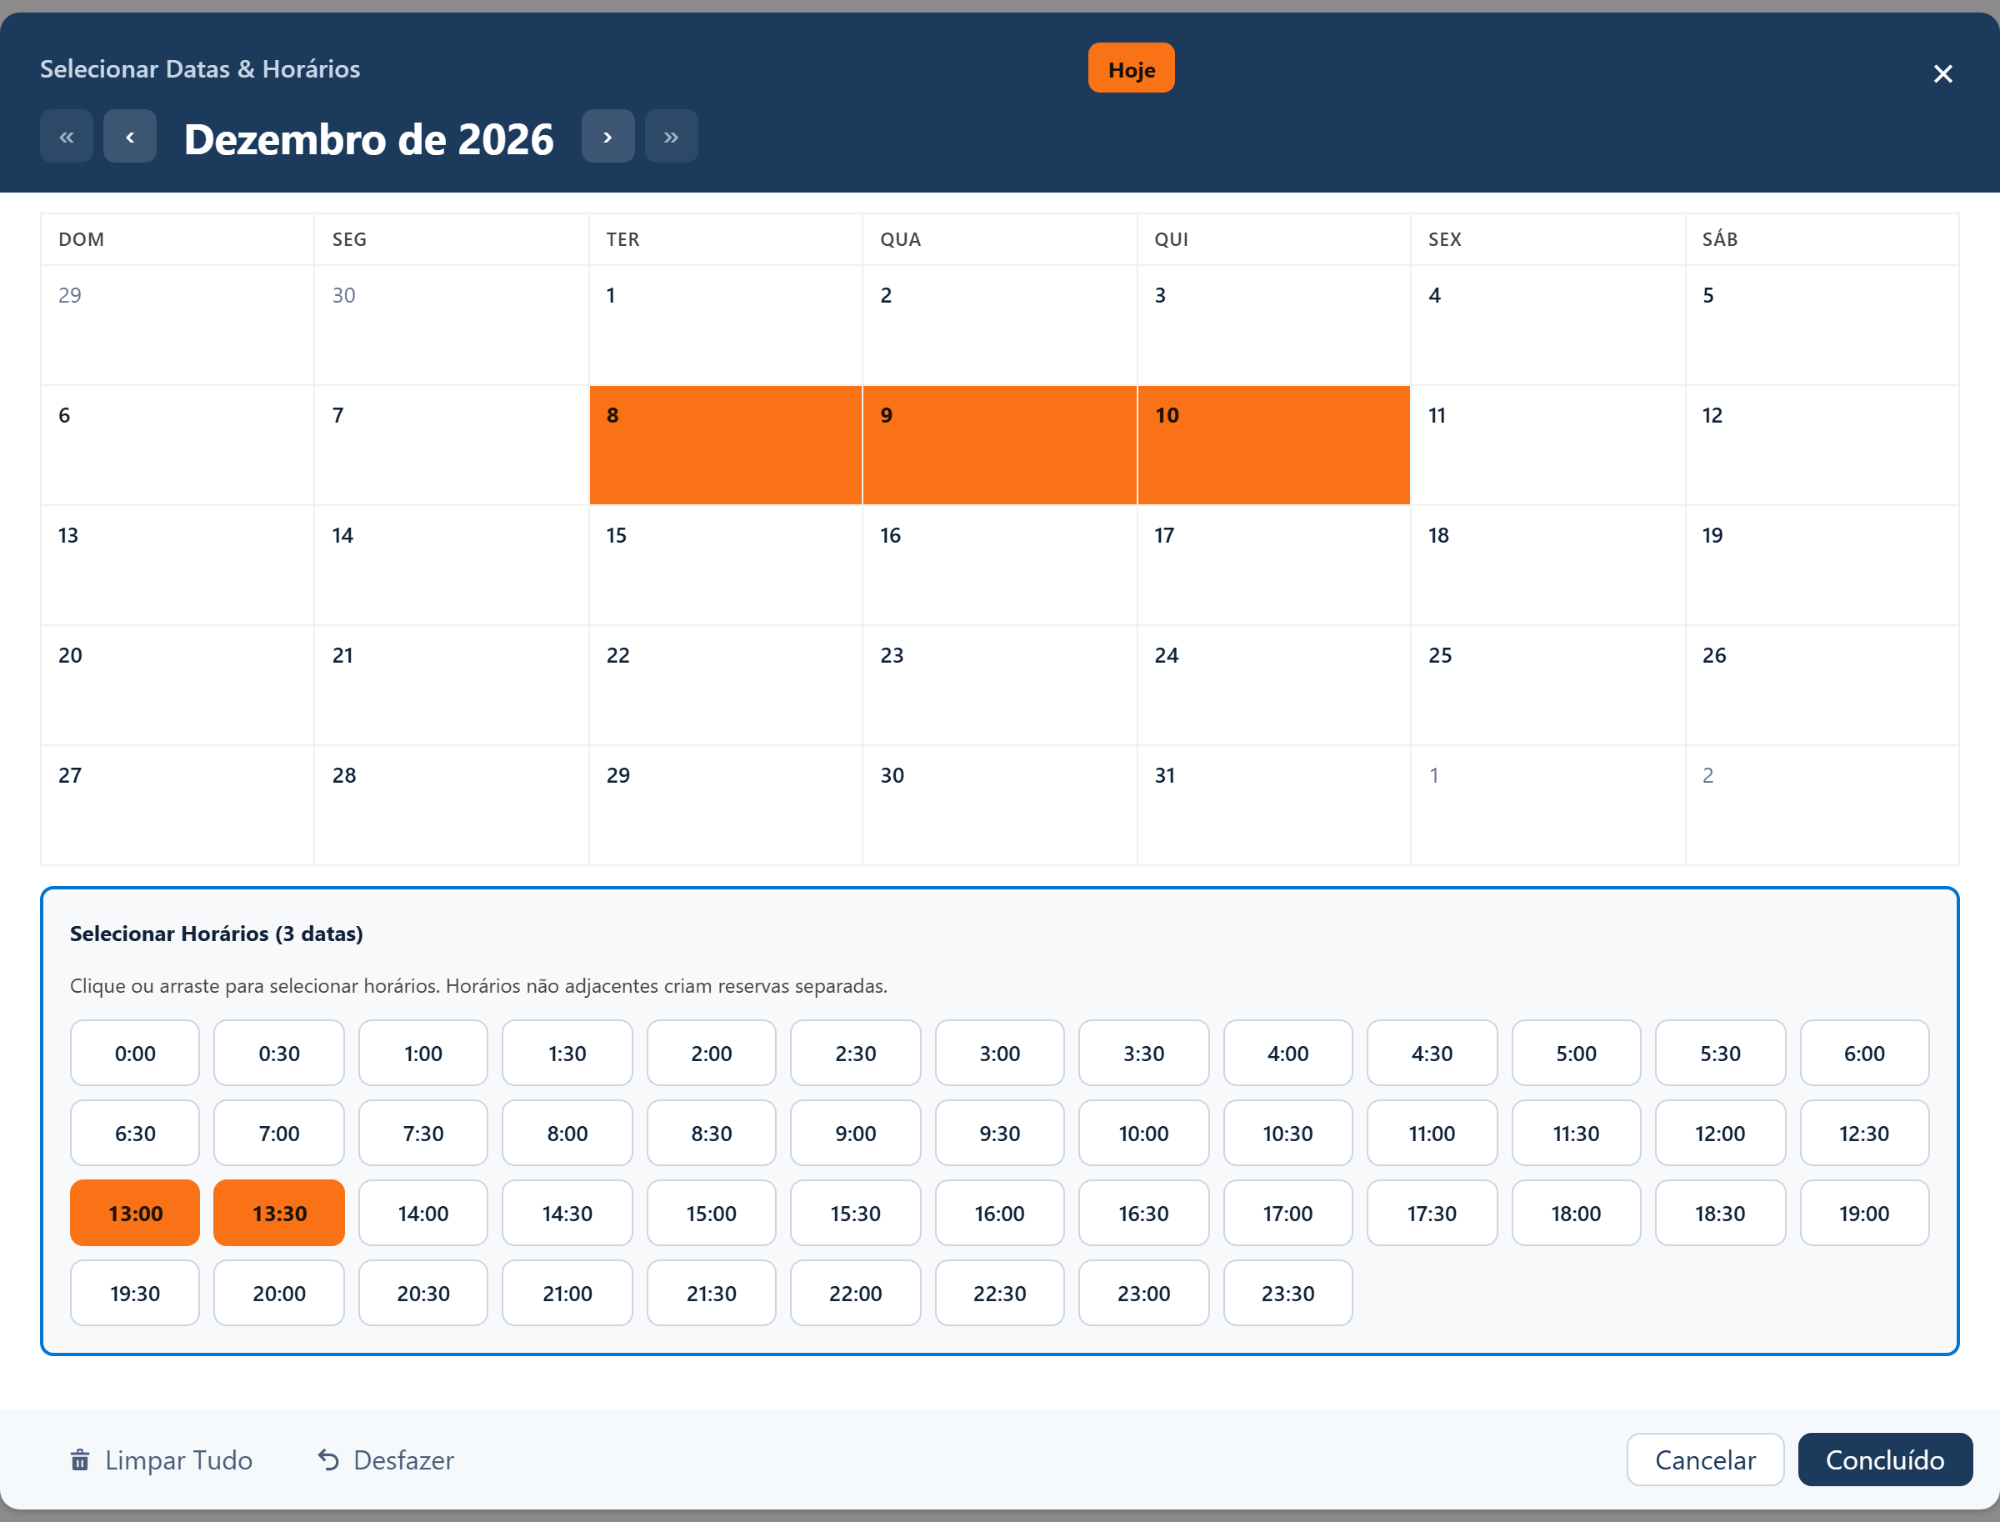 Selecionar Datas & Horários
Hoje
×
«
‹
Dezembro de 2026
›
»
DOM SEG TER QUA QUI SEX SÁB
29 30 1 2 3 4 5
6 7 8 9 10 11 12
13 14 15 16 17 18 19
20 21 22 23 24 25 26
27 28 29 30 31 1 2
Selecionar Horários (3 datas)
Clique ou arraste para selecionar horários. Horários não adjacentes criam reservas separadas.
0:00 0:30 1:00 1:30 2:00 2:30 3:00 3:30 4:00 4:30 5:00 5:30 6:00
6:30 7:00 7:30 8:00 8:30 9:00 9:30 10:00 10:30 11:00 11:30 12:00 12:30
13:00 13:30 14:00 14:30 15:00 15:30 16:00 16:30 17:00 17:30 18:00 18:30 19:00
19:30 20:00 20:30 21:00 21:30 22:00 22:30 23:00 23:30
Limpar Tudo
Desfazer
Cancelar
Concluído